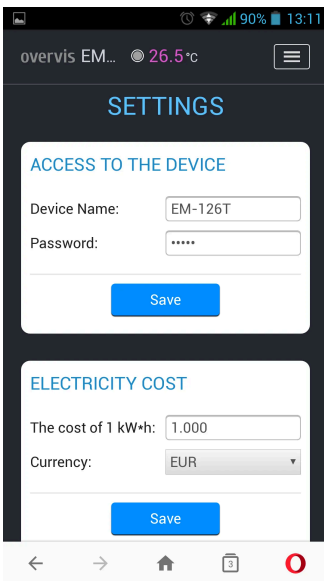 90% 13:11
overvis EM... 26.5°C
SETTINGS
ACCESS TO THE DEVICE
Device Name: EM-126T
Password: •••••
Save
ELECTRICITY COST
The cost of 1 kW*h: 1.000
Currency: EUR
Save
3